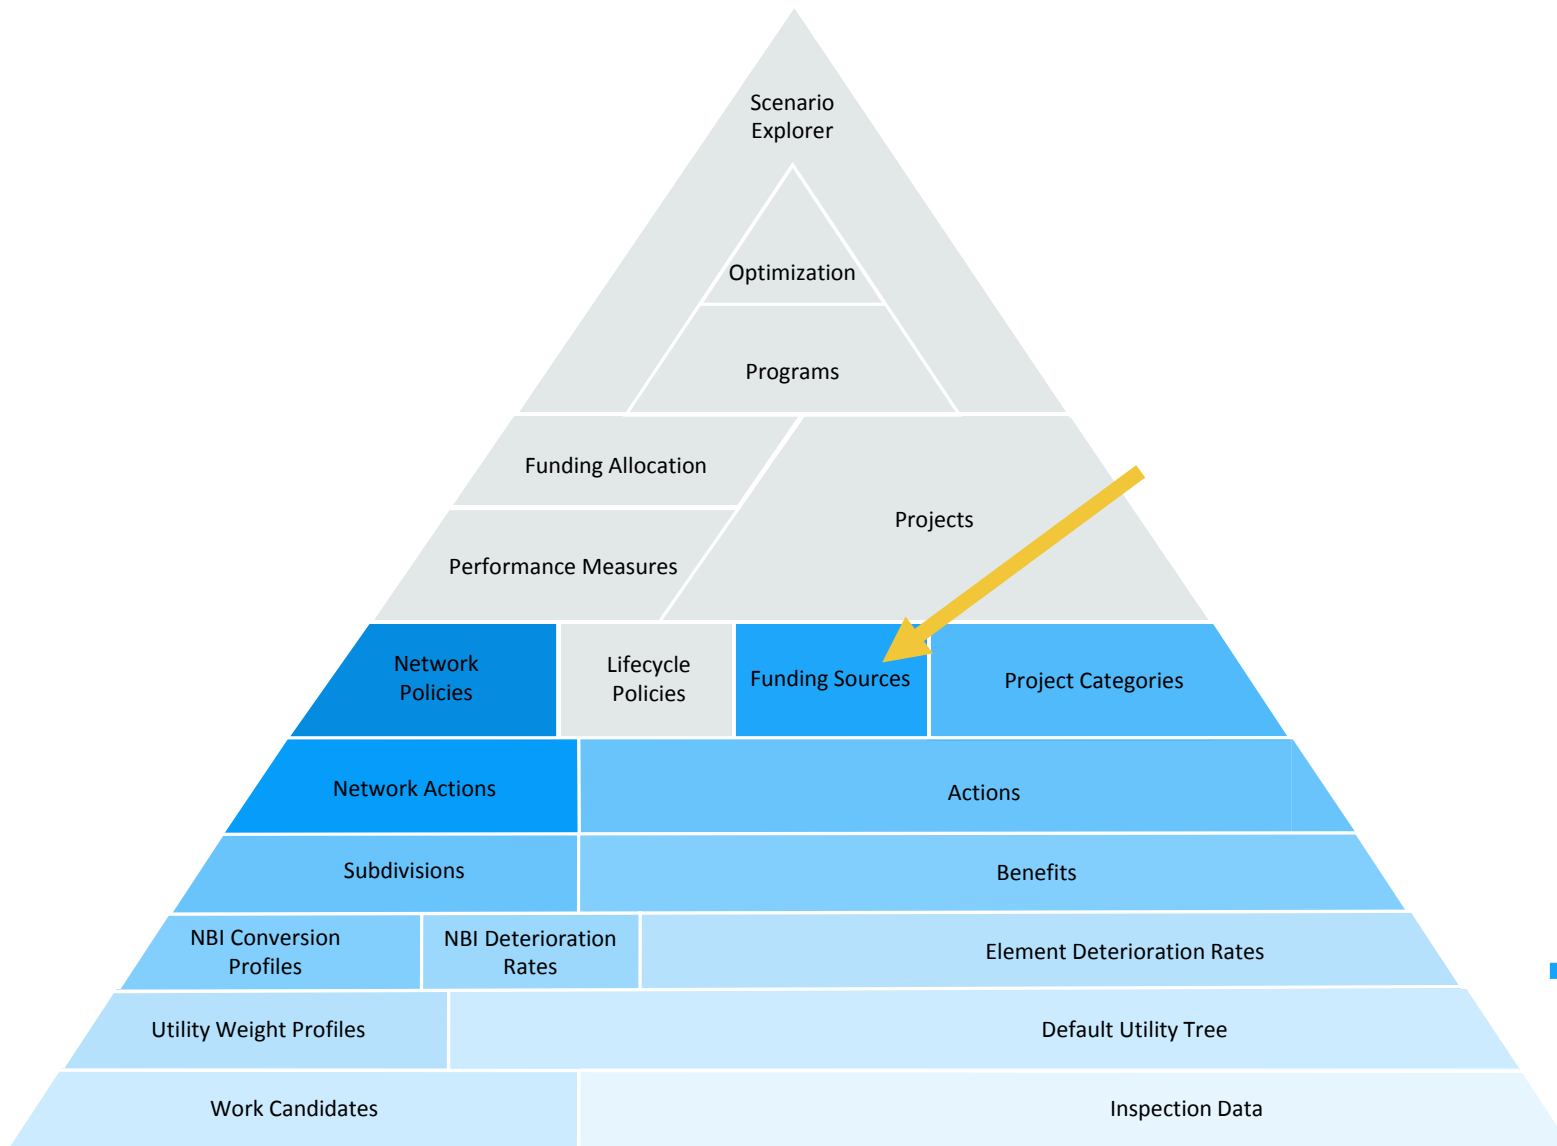 Scenario
Explorer
Optimization
Programs
Funding Allocation
Projects
Performance Measures
Network
Policies
Lifecycle
Policies
Funding Sources
Project Categories
Network Actions
Actions
Subdivisions
Benefits
NBI Conversion
Profiles
NBI Deterioration
Rates
Element Deterioration Rates
Utility Weight Profiles
Default Utility Tree
Work Candidates
Inspection Data